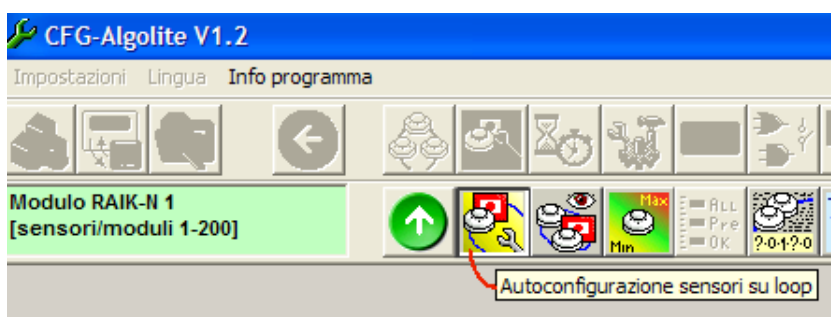 CFG-Algolite V1.2
Impostazioni Lingua Info programma
Modulo RAIK-N 1
[sensori/moduli 1-200]
Max
Min
ALL
Pre
OK
?-0-1-?-0
Autoconfigurazione sensori su loop